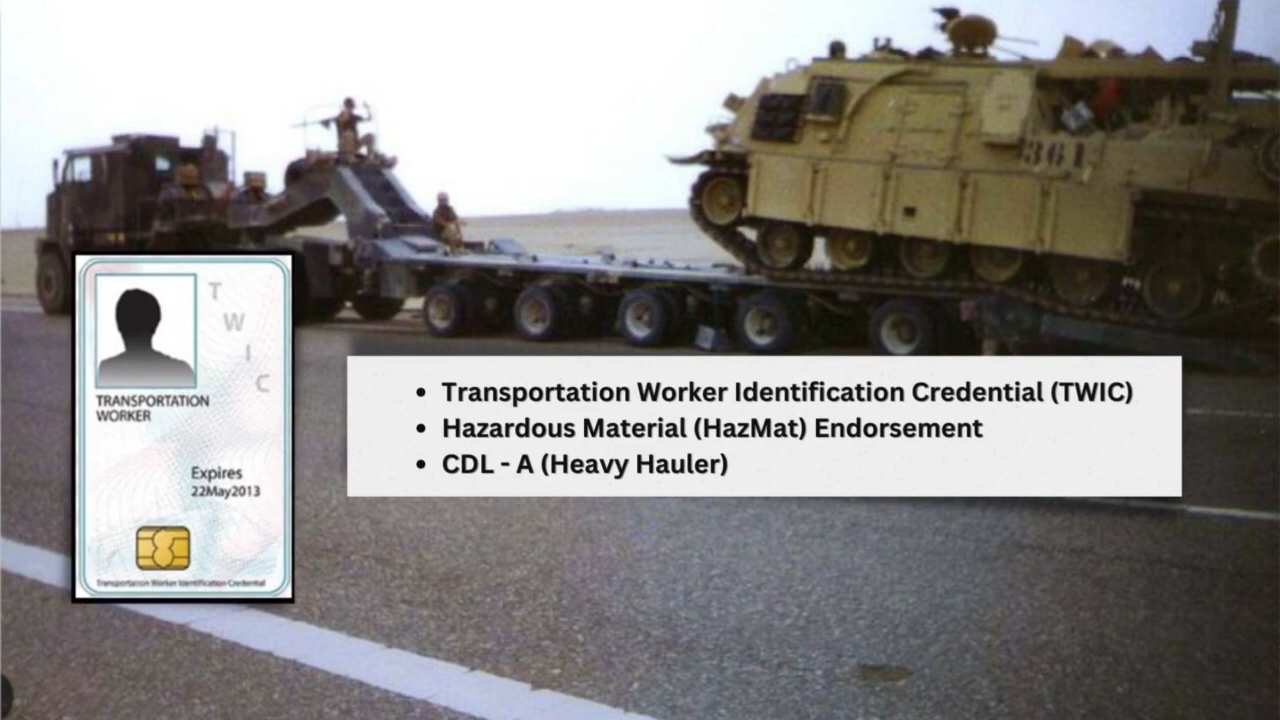 361
T
W
I
C
TRANSPORTATION
WORKER
Expires
22May2013
Transportation Worker Identification Credential
• Transportation Worker Identification Credential (TWIC)
• Hazardous Material (HazMat) Endorsement
• CDL - A (Heavy Hauler)